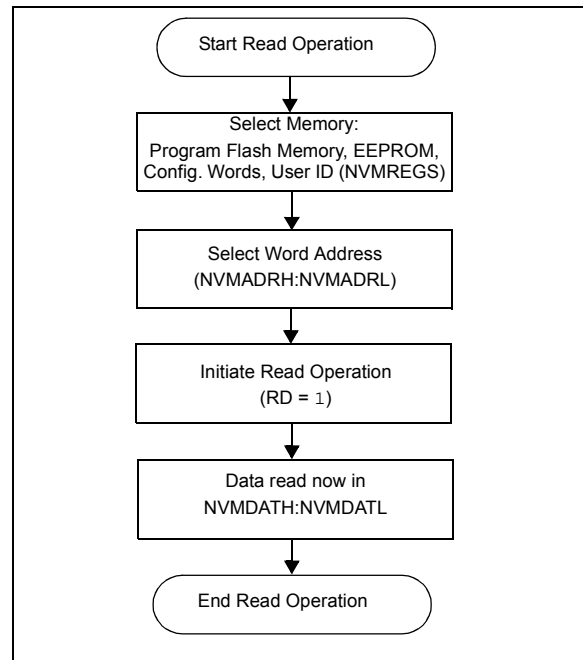 Start Read Operation
Select Memory:
Program Flash Memory, EEPROM,
Config. Words, User ID (NVMREGS)
Select Word Address
(NVMADRH:NVMADRL)
Initiate Read Operation
(RD = 1)
Data read now in
NVMDATH:NVMDATL
End Read Operation